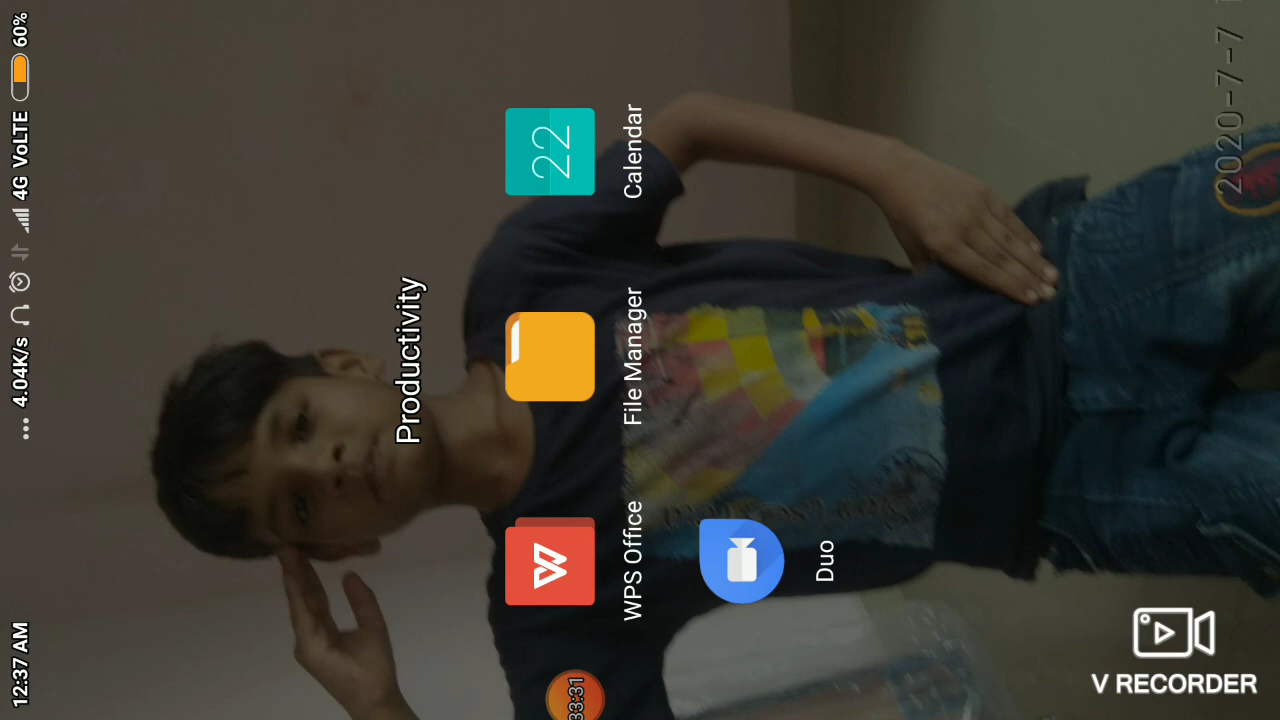 12:37 AM
... 4.04K/s 4G VoLTE 60%
Productivity
22
WPS Office
File Manager
Calendar
Duo
33:31
2020-7-7
V RECORDER